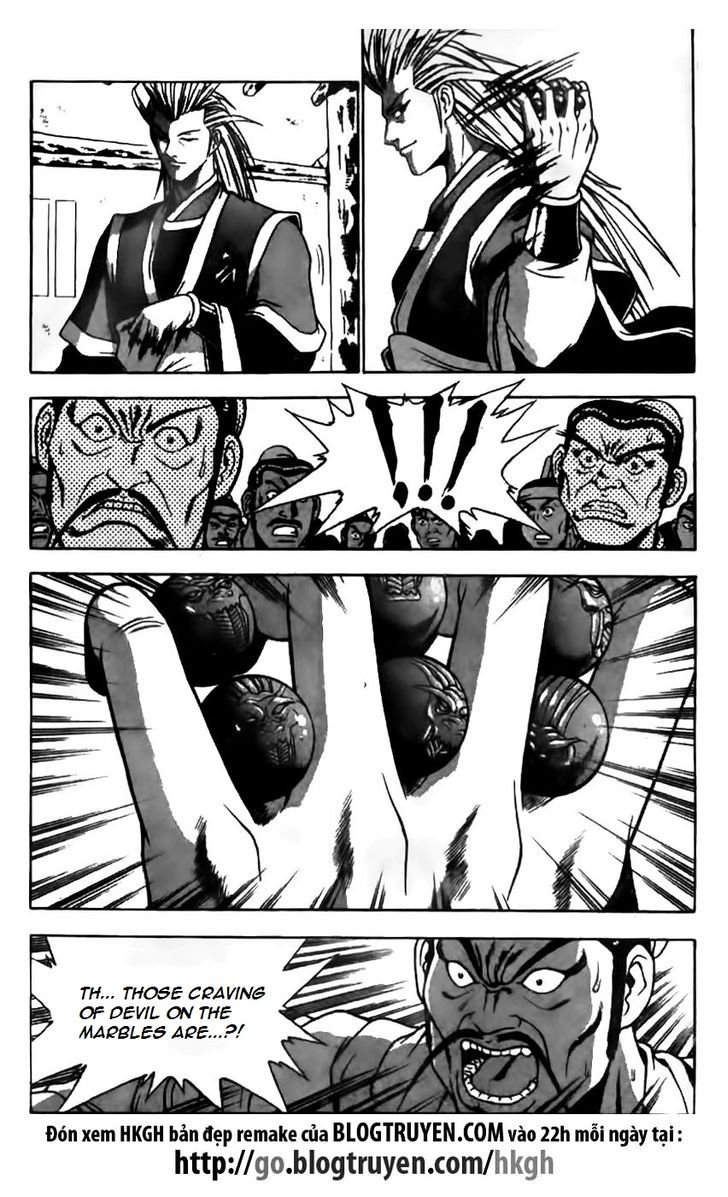 !!!
TH... THOSE CRAVING
OF DEVIL ON THE
MARBLES ARE...?!
Đón xem HKGH bản đẹp remake của BLOGTRUYEN.COM vào 22h mỗi ngày tại :
http://go.blogtruyen.com/hkgh